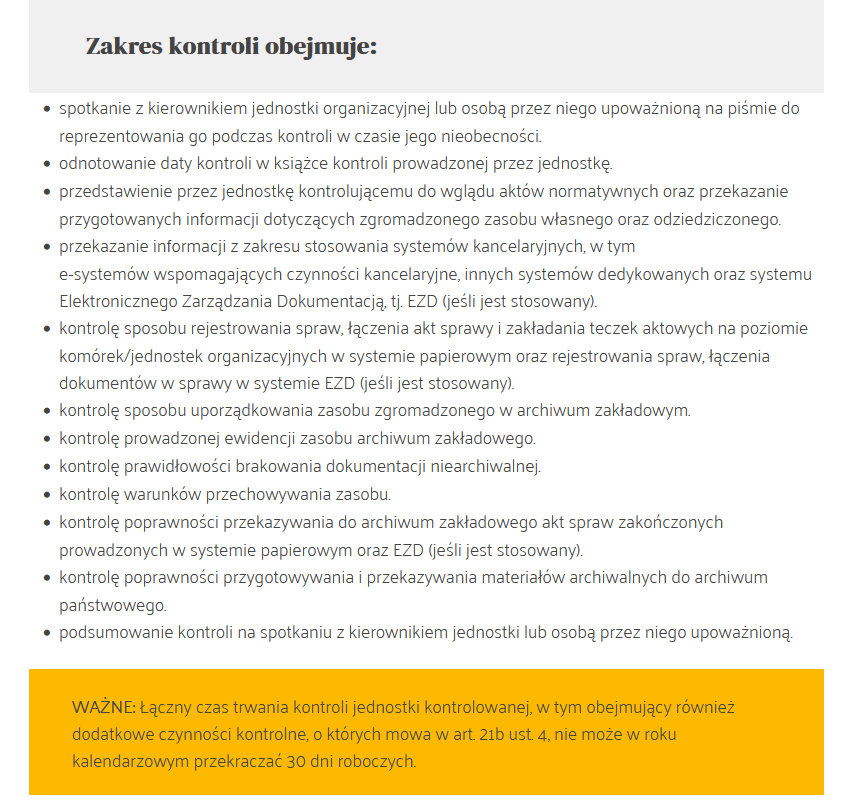 Zakres kontroli obejmuje:
• spotkanie z kierownikiem jednostki organizacyjnej lub osobą przez niego upoważnioną na piśmie do
reprezentowania go podczas kontroli w czasie jego nieobecności.
• odnotowanie daty kontroli w książce kontroli prowadzonej przez jednostkę.
• przedstawienie przez jednostkę kontrolującemu do wglądu aktów normatywnych oraz przekazanie
przygotowanych informacji dotyczących zgromadzonego zasobu własnego oraz odziedziczonego.
• przekazanie informacji z zakresu stosowania systemów kancelaryjnych, w tym
e-systemów wspomagających czynności kancelaryjne, innych systemów dedykowanych oraz systemu
Elektronicznego Zarządzania Dokumentacją, tj. EZD (jeśli jest stosowany).
• kontrolę sposobu rejestrowania spraw, łączenia akt sprawy i zakładania teczek aktowych na poziomie
komórek/jednostek organizacyjnych w systemie papierowym oraz rejestrowania spraw, łączenia
dokumentów w sprawy w systemie EZD (jeśli jest stosowany).
• kontrolę sposobu uporządkowania zasobu zgromadzonego w archiwum zakładowym.
• kontrolę prowadzonej ewidencji zasobu archiwum zakładowego.
• kontrolę prawidłowości brakowania dokumentacji niearchiwalnej.
• kontrolę warunków przechowywania zasobu.
• kontrolę poprawności przekazywania do archiwum zakładowego akt spraw zakończonych
prowadzonych w systemie papierowym oraz EZD (jeśli jest stosowany).
• kontrolę poprawności przygotowywania i przekazywania materiałów archiwalnych do archiwum
państwowego.
• podsumowanie kontroli na spotkaniu z kierownikiem jednostki lub osobą przez niego upoważnioną.
WAŻNE: Łączny czas trwania kontroli jednostki kontrolowanej, w tym obejmujący również
dodatkowe czynności kontrolne, o których mowa w art. 21b ust. 4, nie może w roku
kalendarzowym przekraczać 30 dni roboczych.